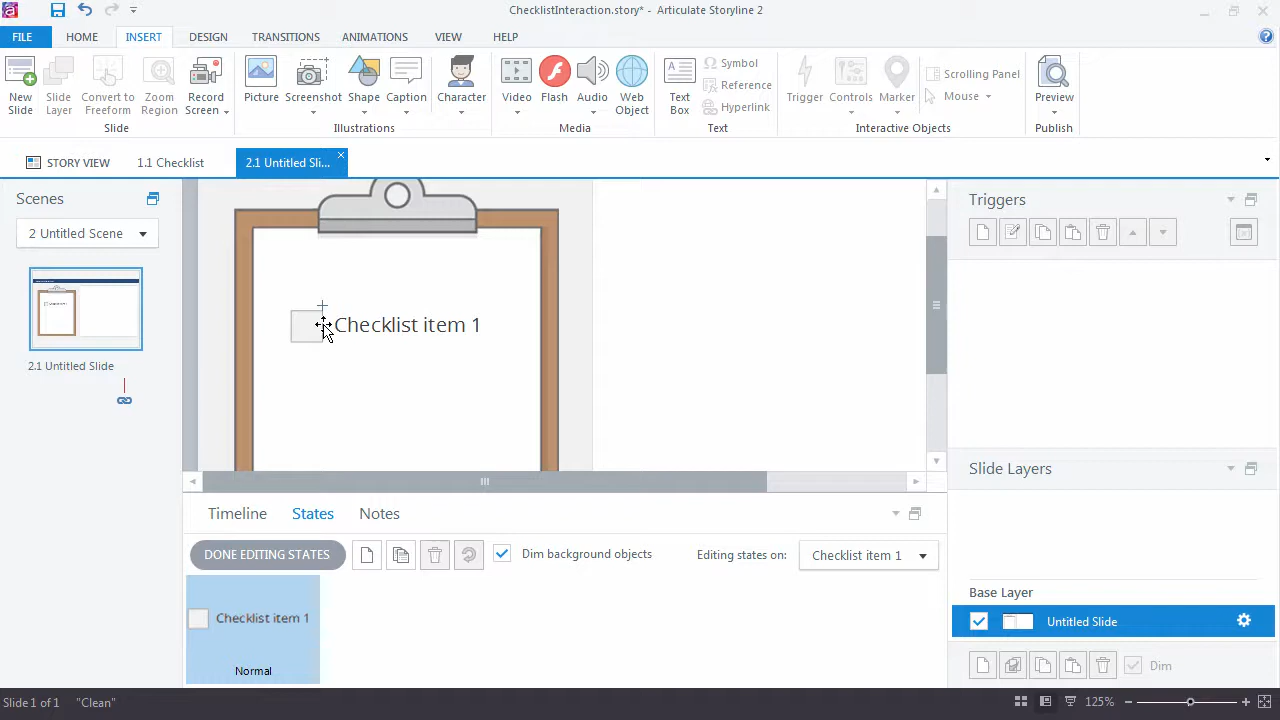 ChecklistInteraction.story* - Articulate Storyline 2
FILE HOME INSERT DESIGN TRANSITIONS ANIMATIONS VIEW HELP
New Slide
Slide Layer
Convert to Freeform
Zoom Region
Record Screen
Slide
Picture
Screenshot
Shape
Caption
Character
Illustrations
Video
Flash
Audio
Web Object
Media
Text Box
Symbol
Reference
Hyperlink
Text
Trigger
Controls
Marker
Scrolling Panel
Mouse
Interactive Objects
Preview
Publish
STORY VIEW 1.1 Checklist 2.1 Untitled Sli...
Scenes
2 Untitled Scene
2.1 Untitled Slide
Checklist item 1
Triggers
Slide Layers
Base Layer
Untitled Slide
Dim
Timeline States Notes
DONE EDITING STATES
Dim background objects
Editing states on: Checklist item 1
Checklist item 1
Normal
Slide 1 of 1 "Clean" 125%